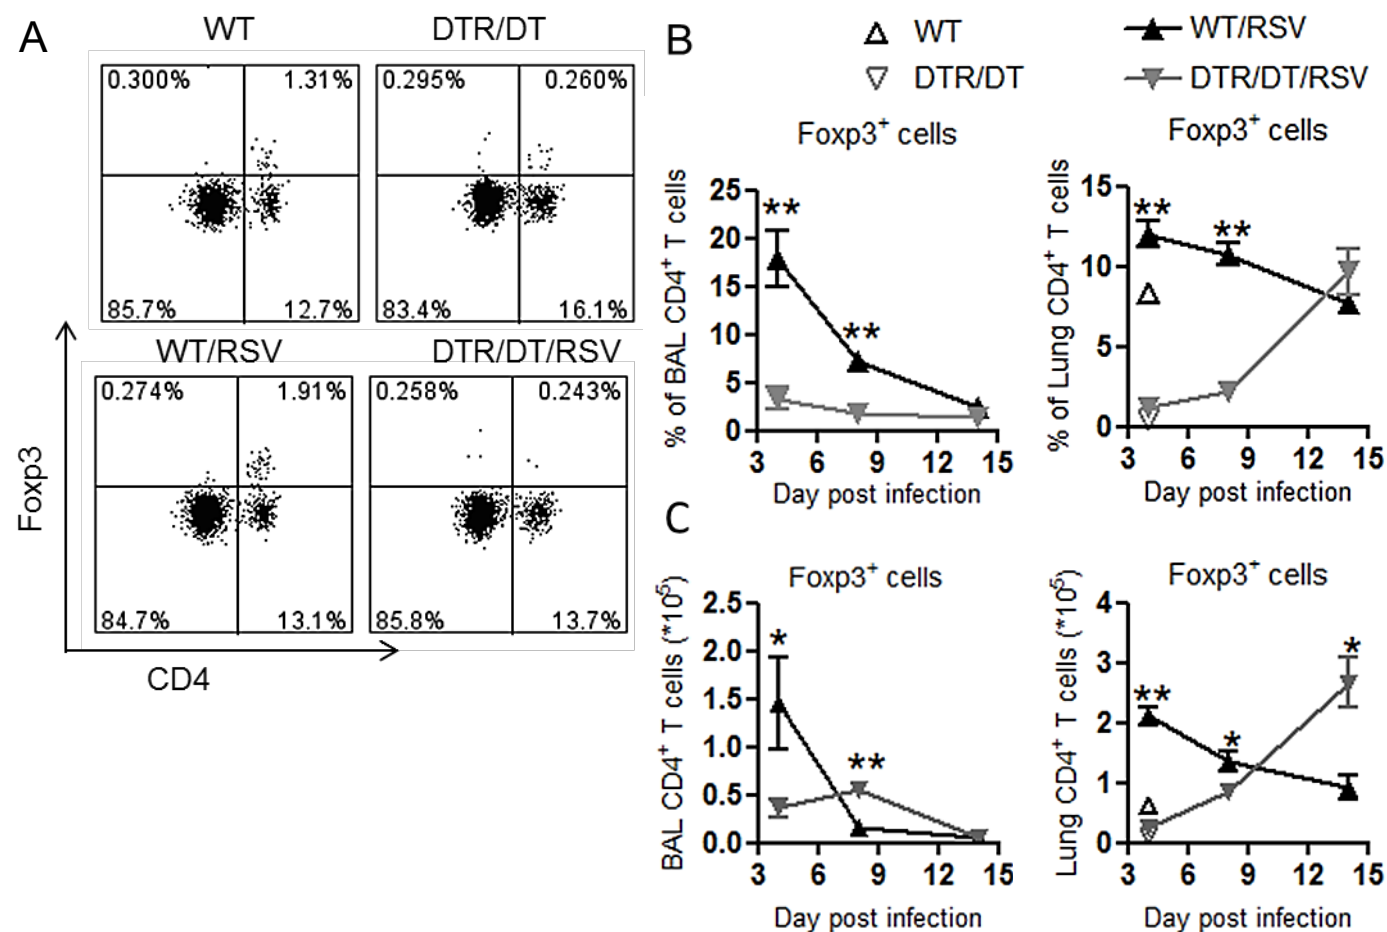 A
WT
DTR/DT
0.300%
1.31%
0.295%
0.260%
85.7%
12.7%
83.4%
16.1%
WT/RSV
DTR/DT/RSV
0.274%
1.91%
0.258%
0.243%
84.7%
13.1%
85.8%
13.7%
Foxp3
CD4
B
WT
WT/RSV
DTR/DT
DTR/DT/RSV
Foxp3⁺ cells
% of BAL CD4⁺ T cells
25
20
15
10
5
0
**
**
3 6 9 12 15
Day post infection
Foxp3⁺ cells
% of Lung CD4⁺ T cells
15
10
5
0
**
**
3 6 9 12 15
Day post infection
C
Foxp3⁺ cells
BAL CD4⁺ T cells (*10⁵)
2.5
2.0
1.5
1.0
0.5
0.0
*
**
3 6 9 12 15
Day post infection
Foxp3⁺ cells
Lung CD4⁺ T cells (*10⁵)
4
3
2
1
0
**
*
*
3 6 9 12 15
Day post infection